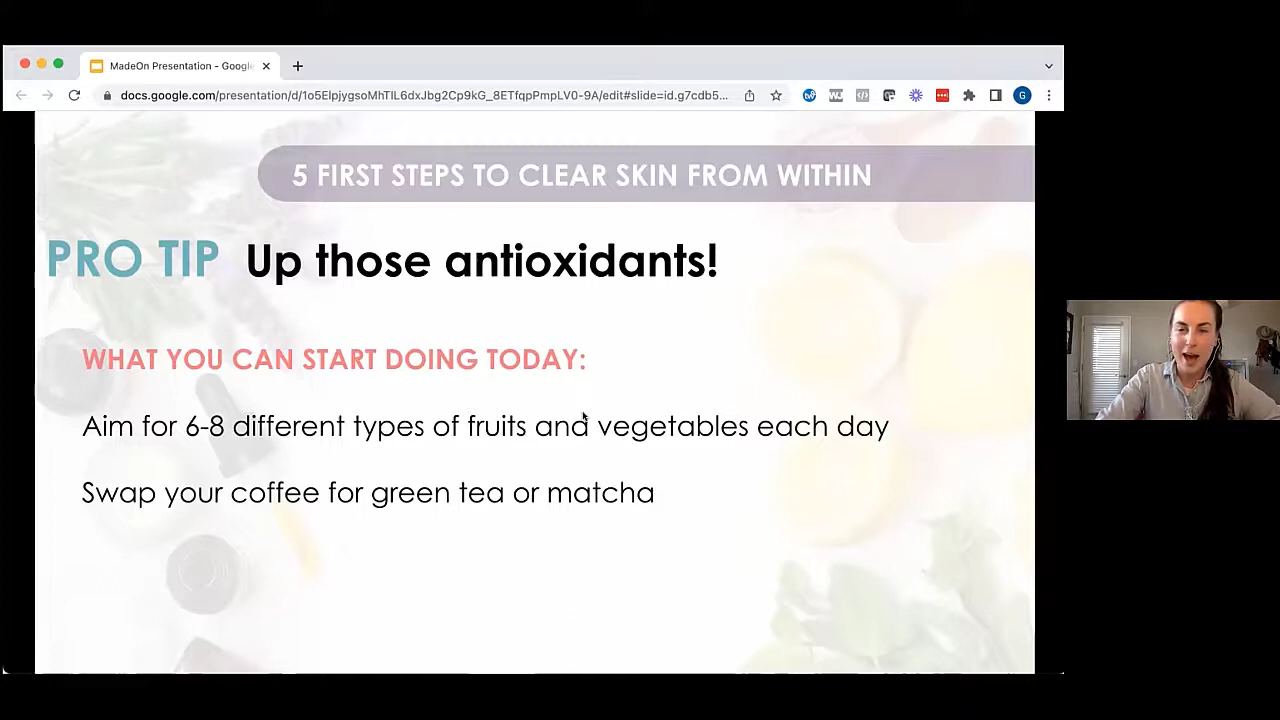 MadeOn Presentation - Google
docs.google.com/presentation/d/1o5EIpjygsoMhTIL6dxJbg2Cp9kG_8ETfqpPmpLV0-9A/edit#slide=id.g7cdb5...
G
5 FIRST STEPS TO CLEAR SKIN FROM WITHIN
PRO TIP Up those antioxidants!
WHAT YOU CAN START DOING TODAY:
Aim for 6-8 different types of fruits and vegetables each day
Swap your coffee for green tea or matcha